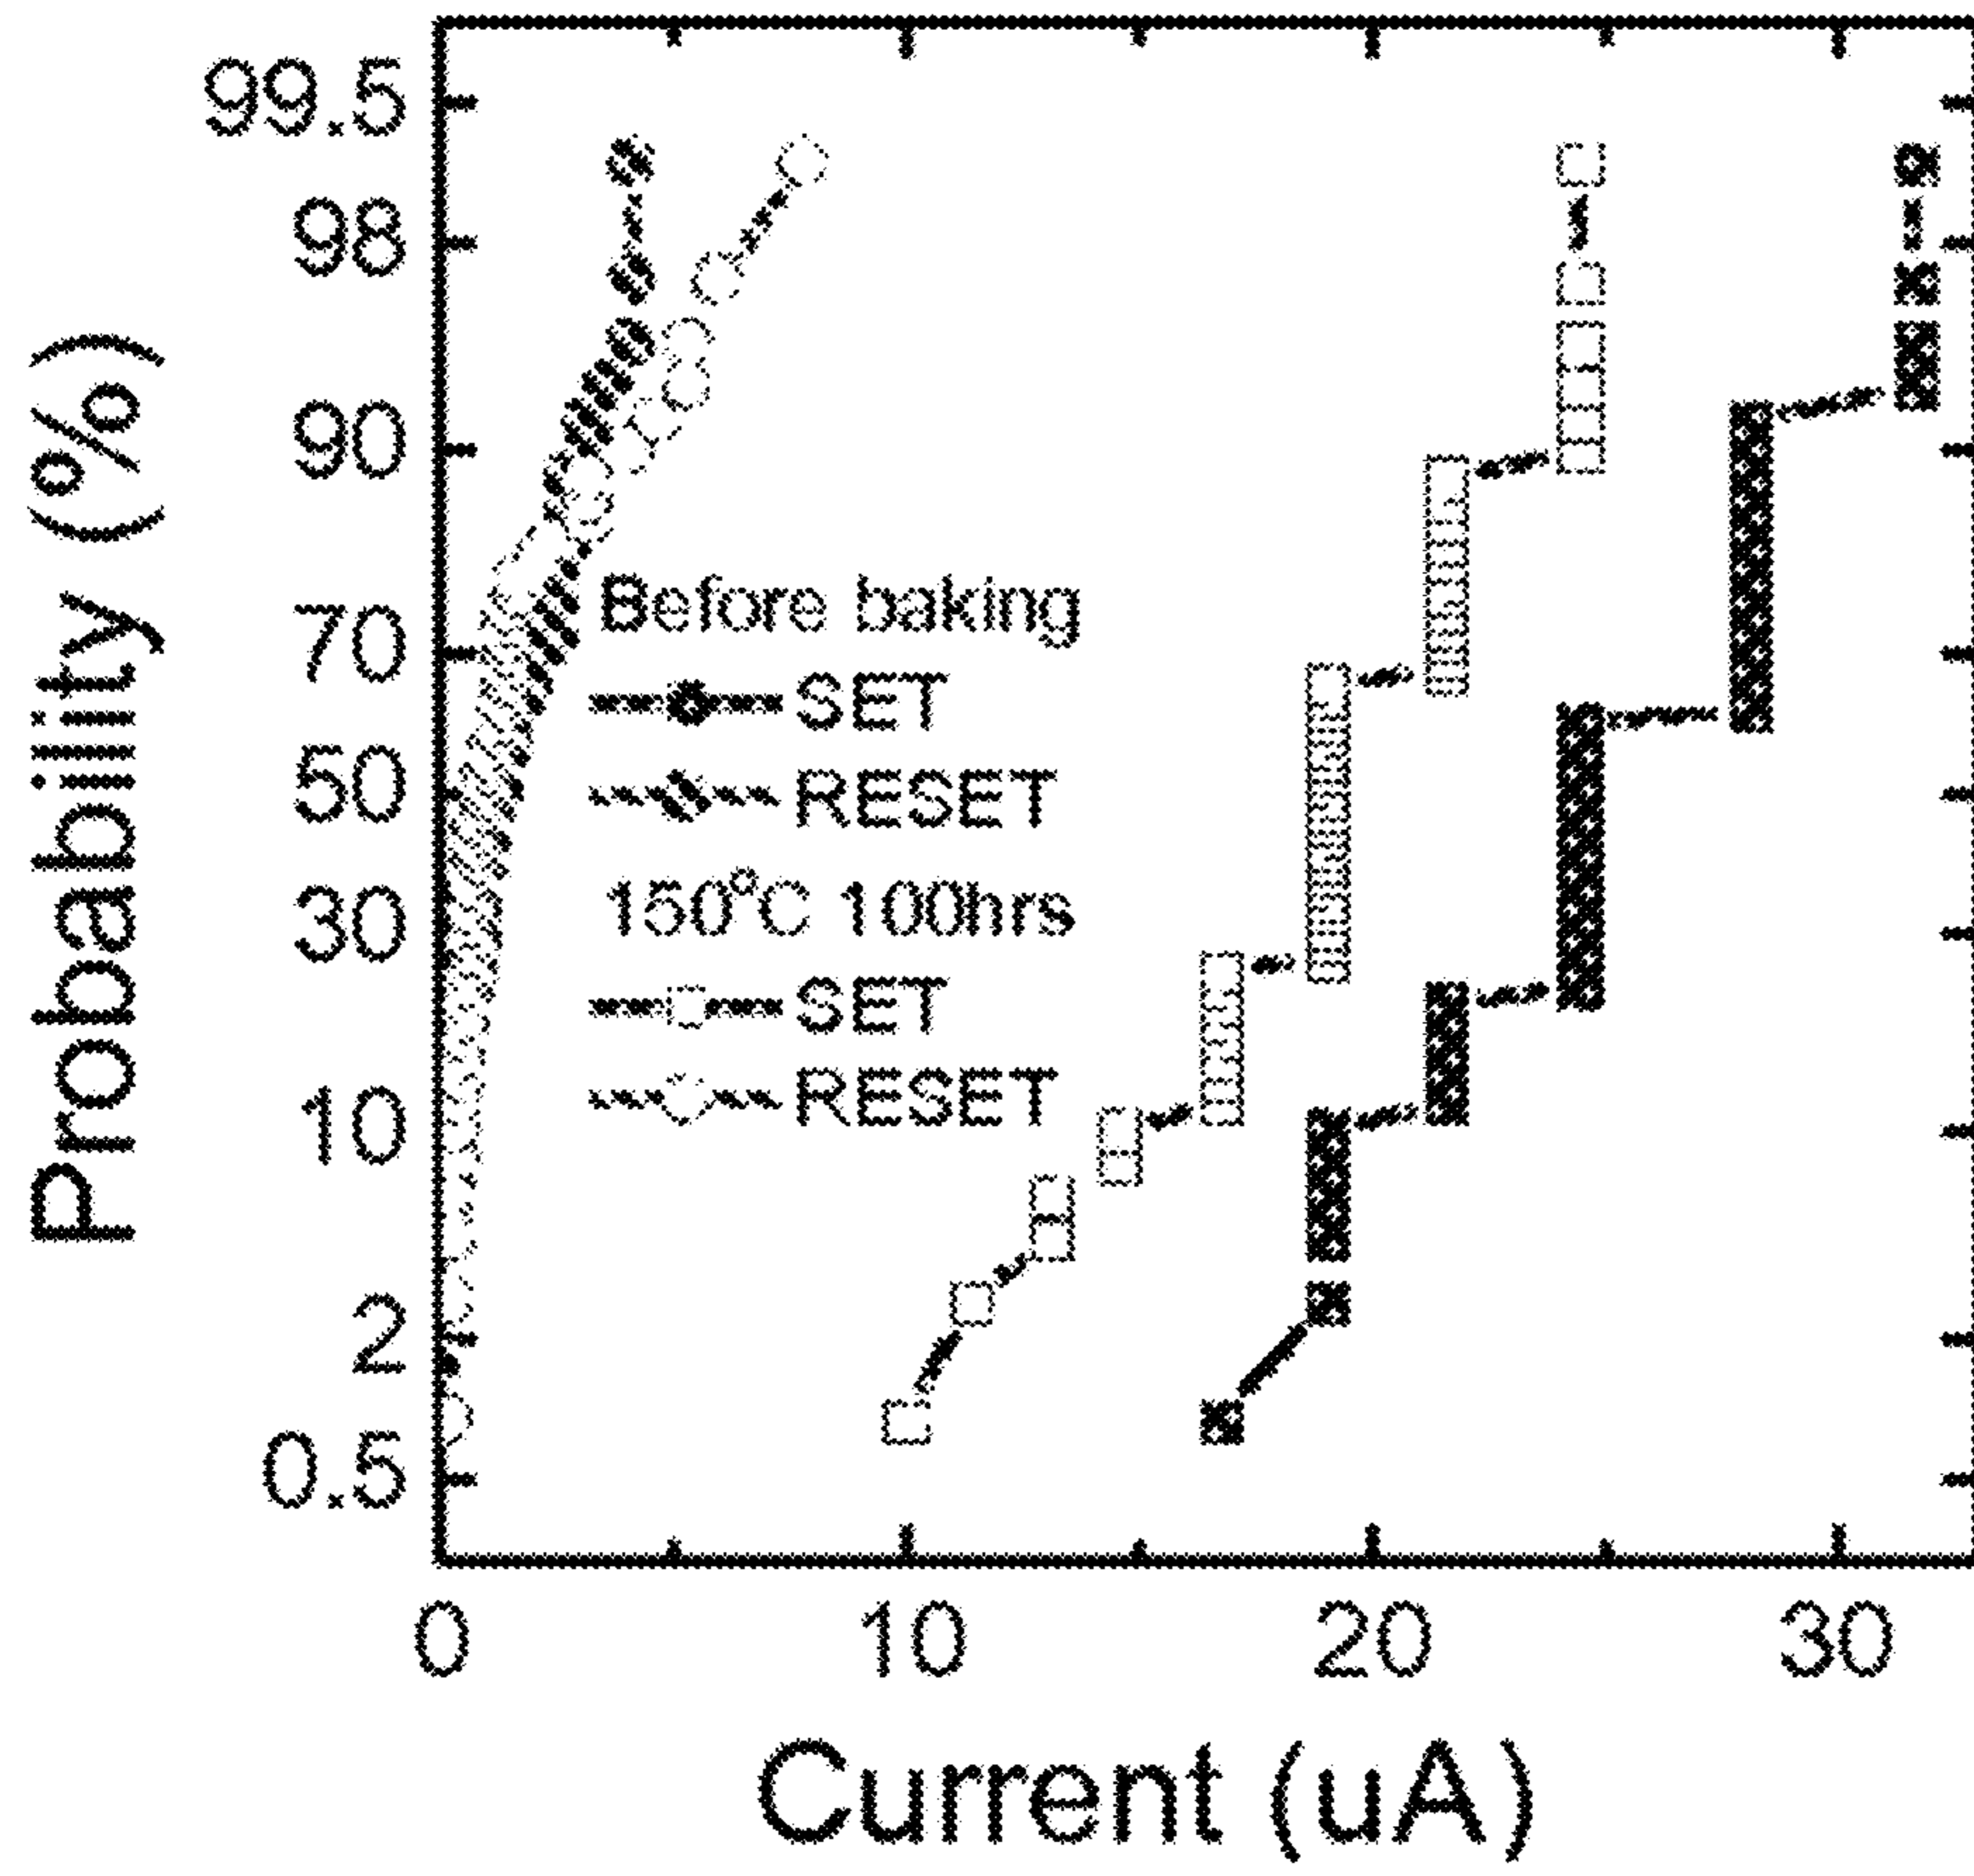 Probability (%)
99.5
98
90
70
50
30
10
2
0.5
Before baking
SET
RESET
150°C 100hrs
SET
RESET
0 10 20 30
Current (uA)